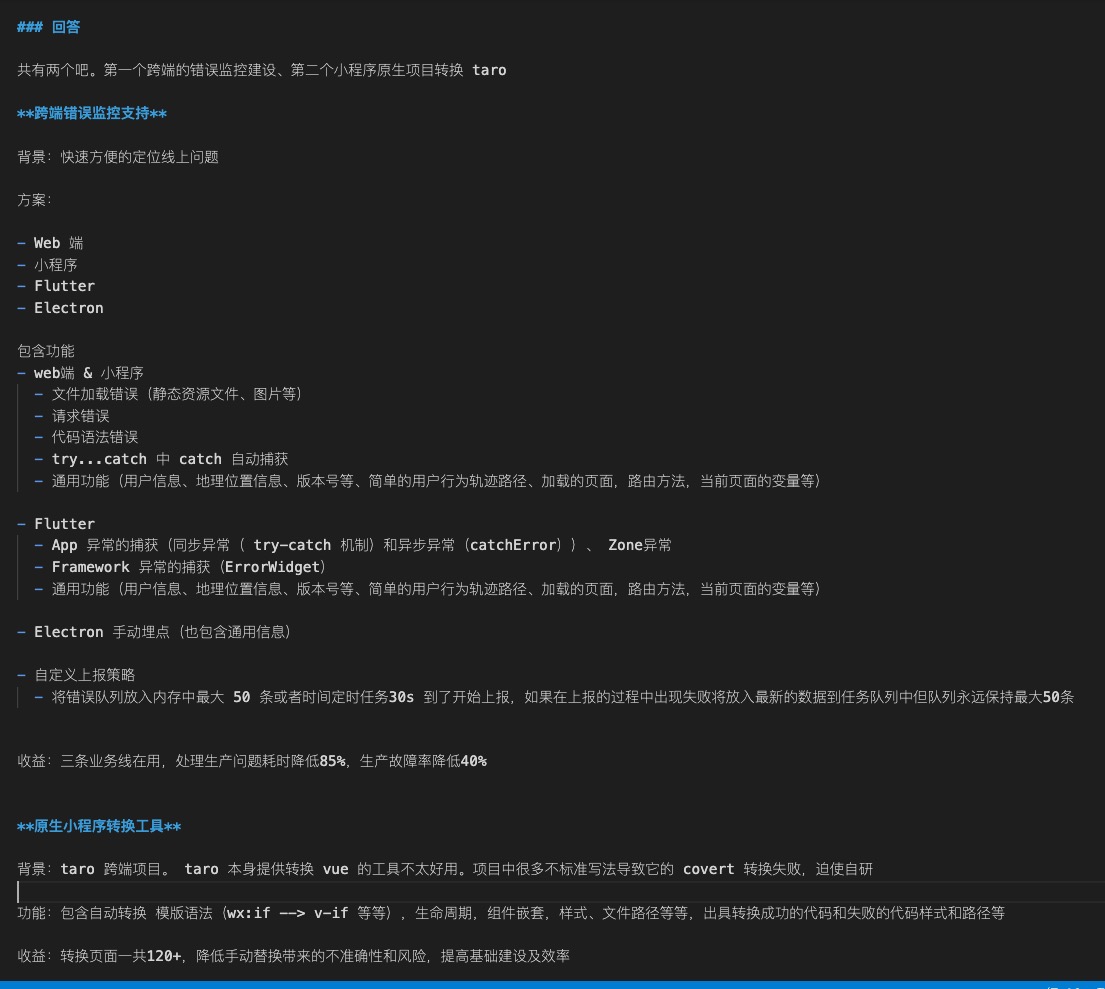 ### 回答
共有两个吧。第一个跨端的错误监控建设、第二个小程序原生项目转换 taro
**跨端错误监控支持**
背景：快速方便的定位线上问题
方案：
- Web 端
- 小程序
- Flutter
- Electron
包含功能
- web端 & 小程序
- 文件加载错误（静态资源文件、图片等）
- 请求错误
- 代码语法错误
- try...catch 中 catch 自动捕获
- 通用功能（用户信息、地理位置信息、版本号等、简单的用户行为轨迹路径、加载的页面，路由方法，当前页面的变量等）
- Flutter
- App 异常的捕获（同步异常（ try-catch 机制）和异步异常（catchError））、 Zone异常
- Framework 异常的捕获（ErrorWidget）
- 通用功能（用户信息、地理位置信息、版本号等、简单的用户行为轨迹路径、加载的页面，路由方法，当前页面的变量等）
- Electron 手动埋点（也包含通用信息）
- 自定义上报策略
- 将错误队列放入内存中最大 50 条或者时间定时任务30s 到了开始上报，如果在上报的过程中出现失败将放入最新的数据到任务队列中但队列永远保持最大50条
收益：三条业务线在用，处理生产问题耗时降低85%，生产故障率降低40%
**原生小程序转换工具**
背景：taro 跨端项目。 taro 本身提供转换 vue 的工具不太好用。项目中很多不标准写法导致它的 covert 转换失败，迫使自研
功能：包含自动转换 模版语法（wx:if --> v-if 等等），生命周期，组件嵌套，样式、文件路径等等，出具转换成功的代码和失败的代码样式和路径等
收益：转换页面一共120+，降低手动替换带来的不准确性和风险，提高基础建设及效率